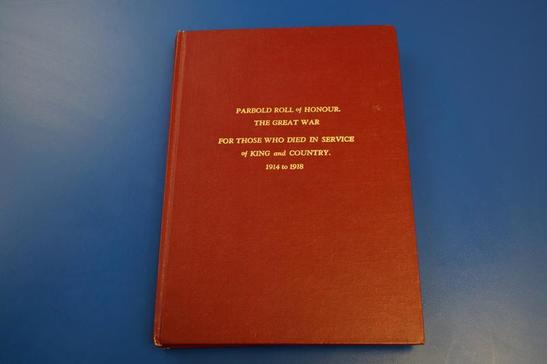 PARBOLD ROLL of HONOUR.
THE GREAT WAR
FOR THOSE WHO DIED IN SERVICE
of KING and COUNTRY.
1914 to 1918